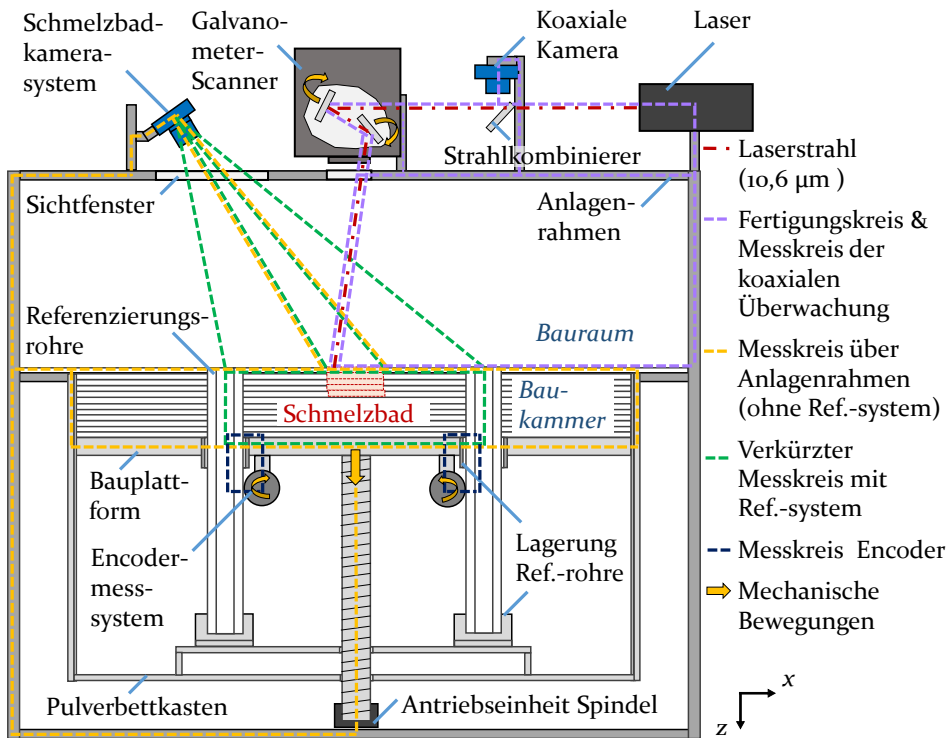 Schmelzbad-
kamera-
system
Galvano-
meter-
Scanner
Koaxiale
Kamera
Laser
Strahlkombinierer
Sichtfenster
Anlagen-
rahmen
Referenzierungs-
rohre
Bauraum
Schmelzbad
Bau-
kammer
Bauplatt-
form
Encoder-
mess-
system
Lagerung
Ref.-rohre
Pulverbettkasten
Antriebseinheit Spindel
Laserstrahl
(10,6 µm )
Fertigungskreis &
Messkreis der
koaxialen
Überwachung
Messkreis über
Anlagenrahmen
(ohne Ref.-system)
Verkürzter
Messkreis mit
Ref.-system
Messkreis Encoder
Mechanische
Bewegungen
x
z